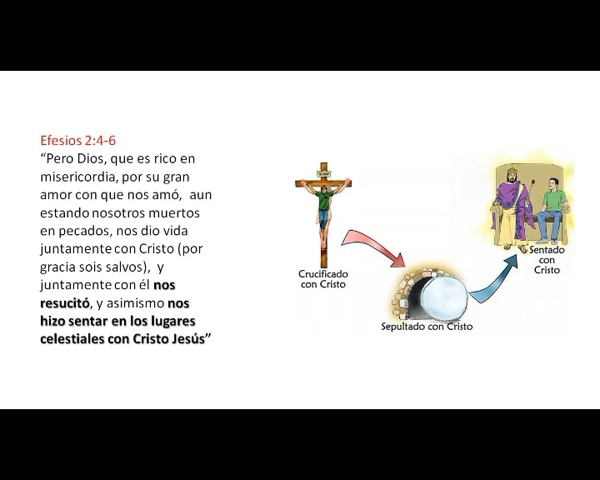 Efesios 2:4-6
“Pero Dios, que es rico en
misericordia, por su gran
amor con que nos amó, aun
estando nosotros muertos
en pecados, nos dio vida
juntamente con Cristo (por
gracia sois salvos), y
juntamente con él nos
resucitó, y asimismo nos
hizo sentar en los lugares
celestiales con Cristo Jesús”
Crucificado
con Cristo
Sepultado con Cristo
Sentado
con
Cristo